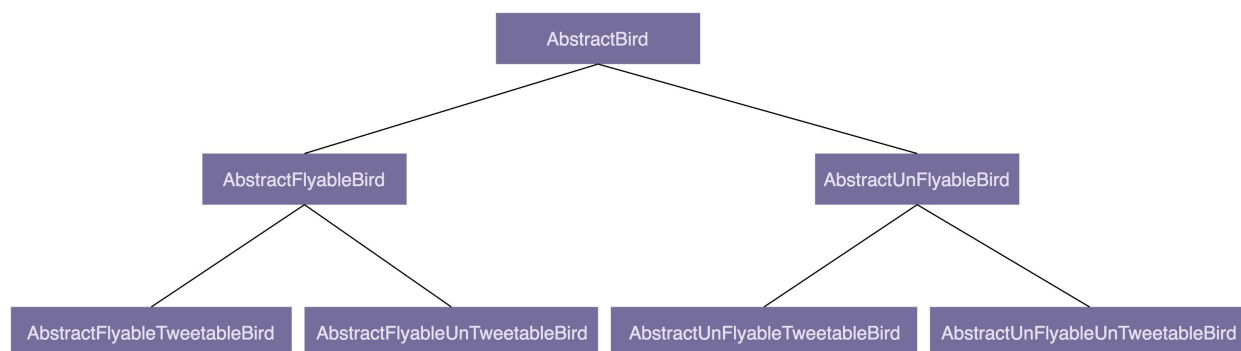 AbstractBird
AbstractFlyableBird
AbstractUnFlyableBird
AbstractFlyableTweetableBird
AbstractFlyableUnTweetableBird
AbstractUnFlyableTweetableBird
AbstractUnFlyableUnTweetableBird